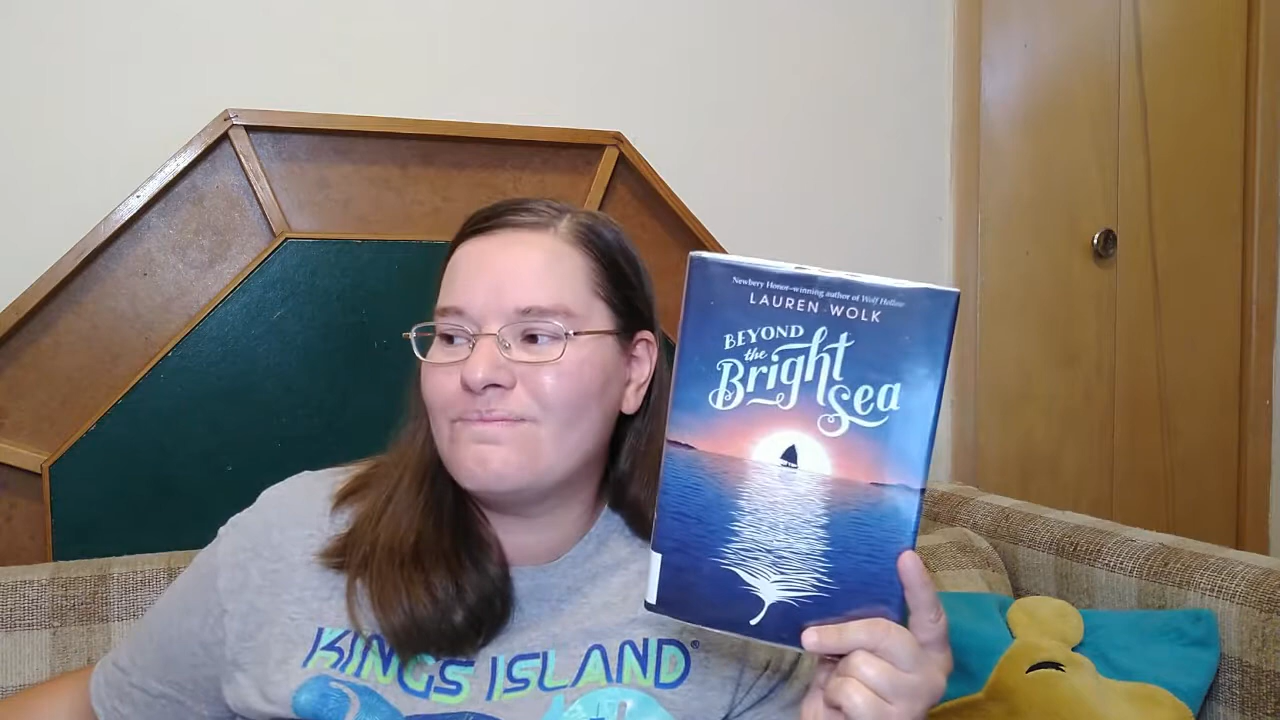 Newbery Honor–winning author of Wolf Hollow
LAUREN WOLK
BEYOND
the
Bright
Sea
KINGS ISLAND®